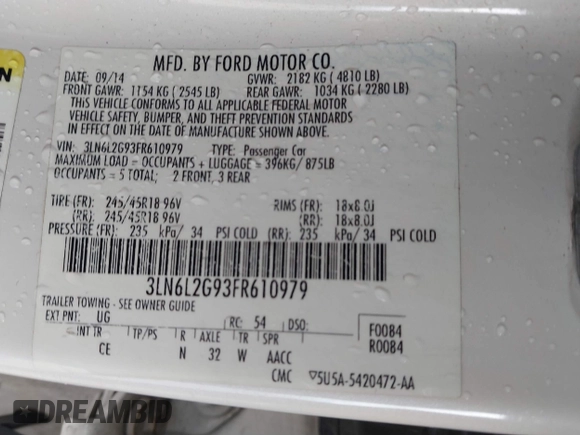 MFD. BY FORD MOTOR CO.
DATE: 09/14 GVWR: 2182 KG ( 4810 LB)
FRONT GAWR: 1154 KG ( 2545 LB) REAR GAWR: 1034 KG ( 2280 LB)
THIS VEHICLE CONFORMS TO ALL APPLICABLE FEDERAL MOTOR
VEHICLE SAFETY, BUMPER, AND THEFT PREVENTION STANDARDS
IN EFFECT ON THE DATE OF MANUFACTURE SHOWN ABOVE.
VIN: 3LN6L2G93FR610979 TYPE: Passenger Car
MAXIMUM LOAD = OCCUPANTS + LUGGAGE = 396KG/ 875LB
OCCUPANTS = 5 TOTAL; 2 FRONT, 3 REAR
TIRE (FR): 245/45R18 96V RIMS (FR): 18x8.0J
(RR): 245/45R18 96V (RR): 18x8.0J
PRESSURE (FR): 235 kPa/ 34 PSI COLD (RR): 235 kPa/ 34 PSI COLD
3LN6L2G93FR610979
TRAILER TOWING - SEE OWNER GUIDE
EXT PNT: UG RC: 54 DSO: F0084
INT TR TP/PS R AXLE TR SPR R0084
CE N 32 W AACC
CMC 5U5A-5420472-AA
DREAMBID